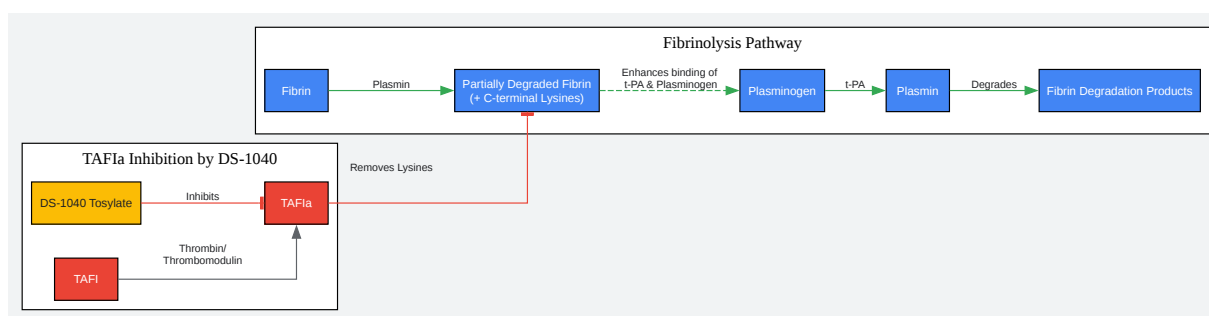 Fibrinolysis Pathway
Fibrin
Plasmin
Partially Degraded Fibrin
(+ C-terminal Lysines)
Enhances binding of
t-PA & Plasminogen
Plasminogen
t-PA
Plasmin
Degrades
Fibrin Degradation Products
TAFIa Inhibition by DS-1040
DS-1040 Tosylate
Inhibits
TAFIa
Removes Lysines
Thrombin/
Thrombomodulin
TAFI